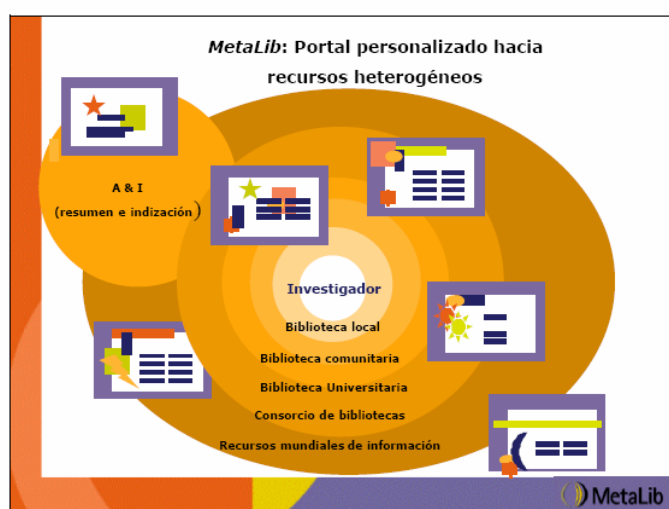 MetaLib: Portal personalizado hacia
recursos heterogéneos
A & I
(resumen e indización)
Investigador
Biblioteca local
Biblioteca comunitaria
Biblioteca Universitaria
Consorcio de bibliotecas
Recursos mundiales de información
MetaLib